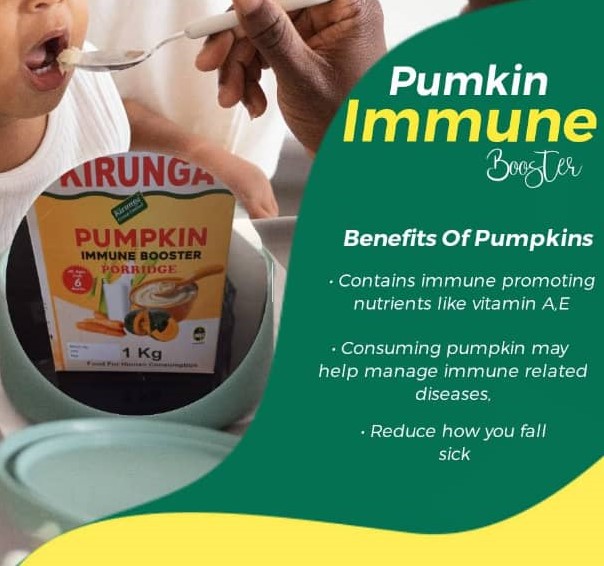 Pumkin
Immune
Booster
KIRUNGA
Kirunga
PUMPKIN
IMMUNE BOOSTER
PORRIDGE
6
1 Kg
Food For Human Consumption
Benefits Of Pumpkins
• Contains immune promoting
nutrients like vitamin A,E
• Consuming pumpkin may
help manage immune related
diseases,
• Reduce how you fall
sick